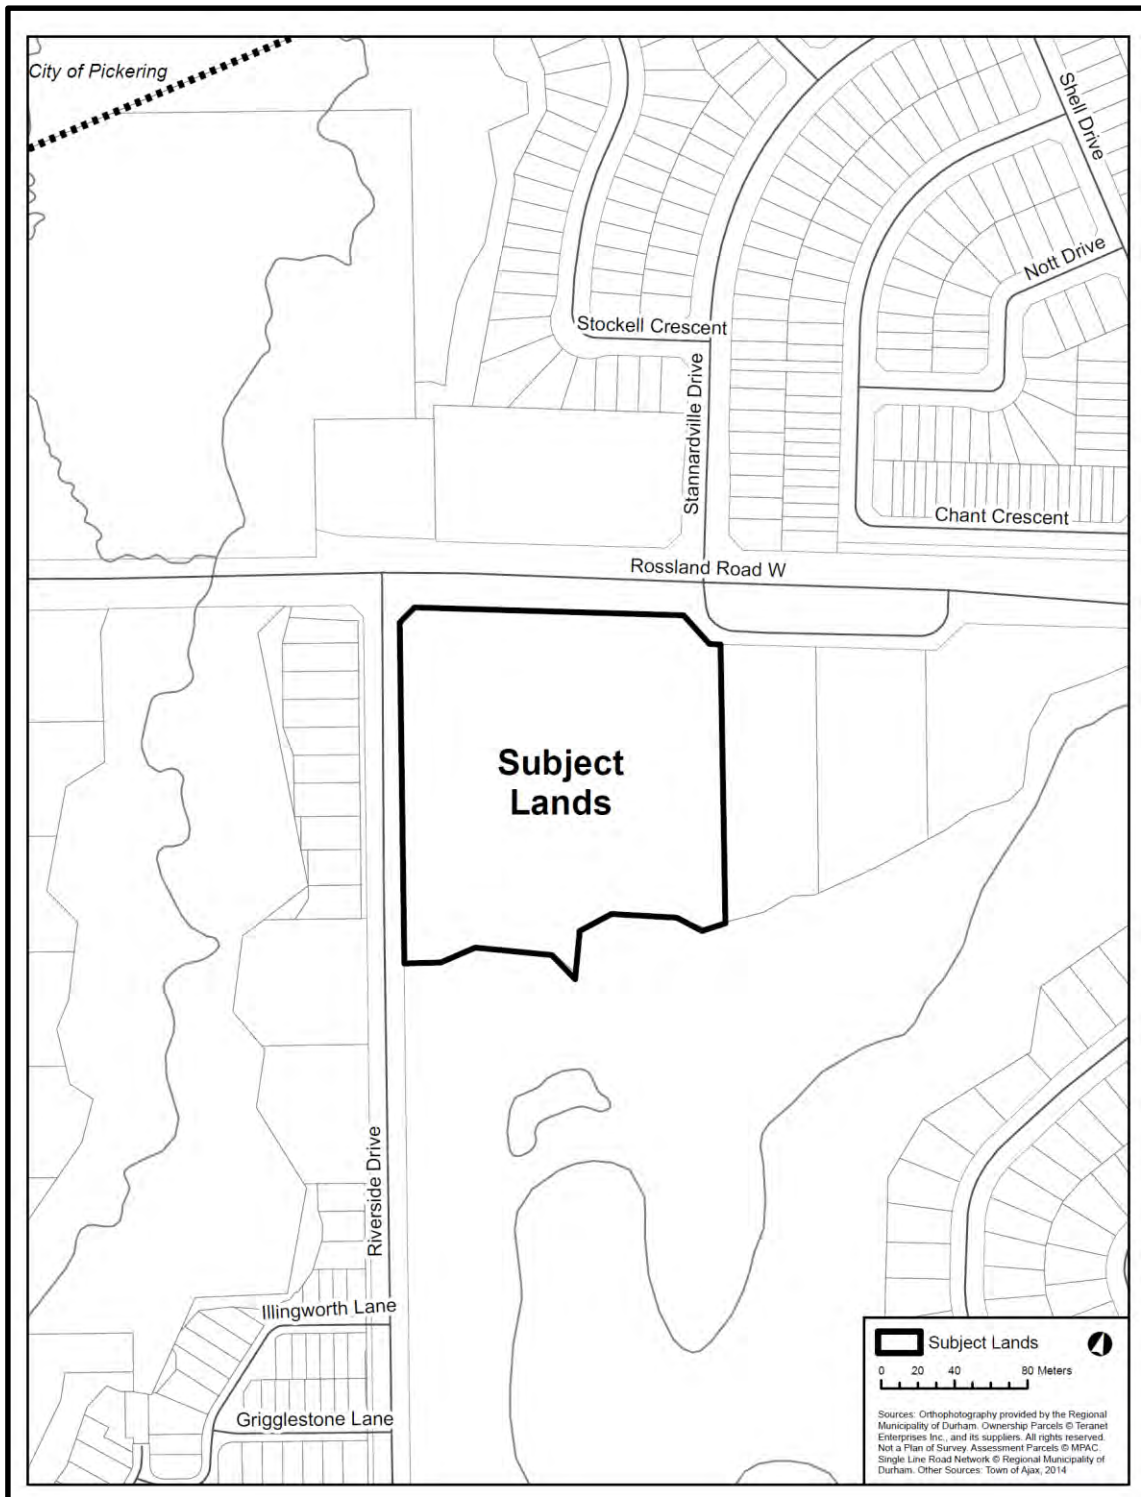 City of Pickering
Shell Drive
Nott Drive
Stockell Crescent
Stannardville Drive
Chant Crescent
Rossland Road W
Subject
Lands
Riverside Drive
Illingworth Lane
Grigglestone Lane
Subject Lands
0 20 40 80 Meters
Sources: Orthophotography provided by the Regional
Municipality of Durham. Ownership Parcels © Teranet
Enterprises Inc., and its suppliers. All rights reserved.
Not a Plan of Survey. Assessment Parcels © MPAC.
Single Line Road Network © Regional Municipality of
Durham. Other Sources: Town of Ajax, 2014